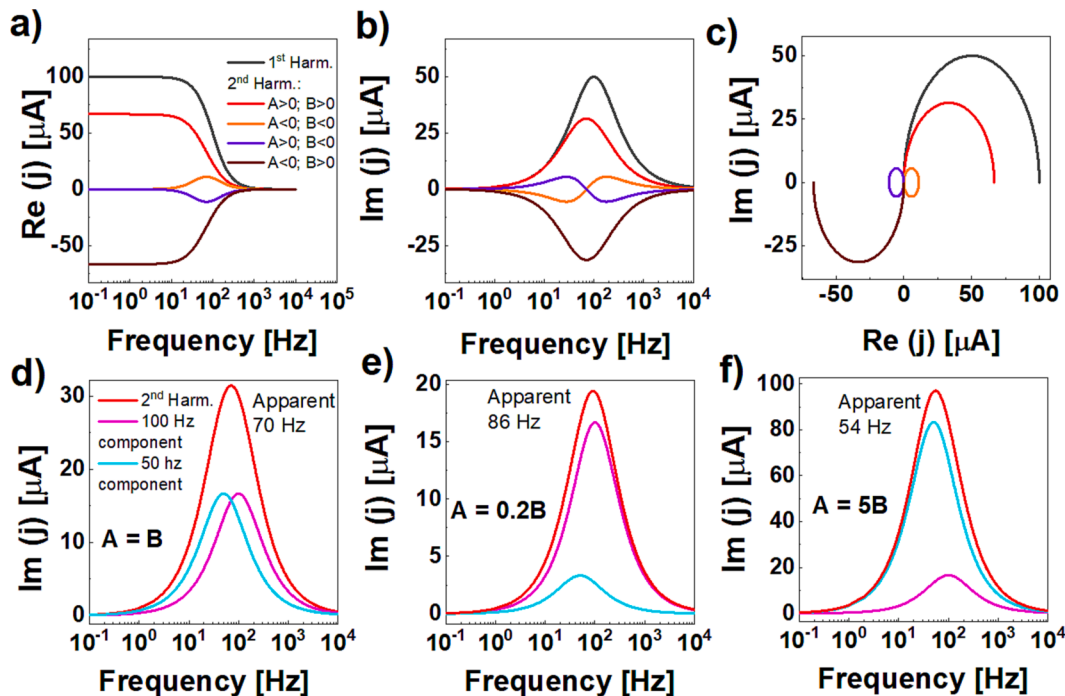 a)
Re (j) [µA]
100
50
0
-50
1st Harm.
2nd Harm.:
A>0; B>0
A<0; B<0
A>0; B<0
A<0; B>0
10-1 100 101 102 103 104 105
Frequency [Hz]
b)
Im (j) [µA]
50
25
0
-25
10-1 100 101 102 103 104
Frequency [Hz]
c)
Im (j) [µA]
50
25
0
-25
-50 0 50 100
Re (j) [µA]
d)
Im (j) [µA]
30
20
10
0
2nd Harm.
100 Hz
component
50 hz
component
Apparent
70 Hz
A = B
10-1 100 101 102 103 104
Frequency [Hz]
e)
Im (j) [µA]
20
15
10
5
0
Apparent
86 Hz
A = 0.2B
10-1 100 101 102 103 104
Frequency [Hz]
f)
Im (j) [µA]
100
80
60
40
20
0
Apparent
54 Hz
A = 5B
10-1 100 101 102 103 104
Frequency [Hz]